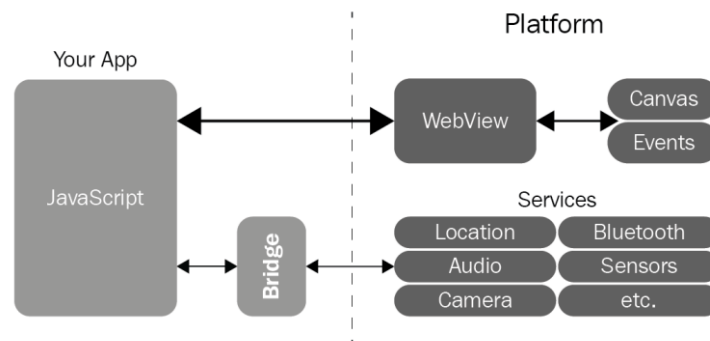 Platform
Your App
JavaScript
WebView
Canvas
Events
Bridge
Services
Location
Bluetooth
Audio
Sensors
Camera
etc.